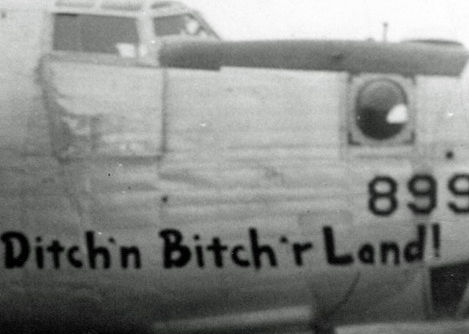 899
Ditch'n Bitch'r Land!